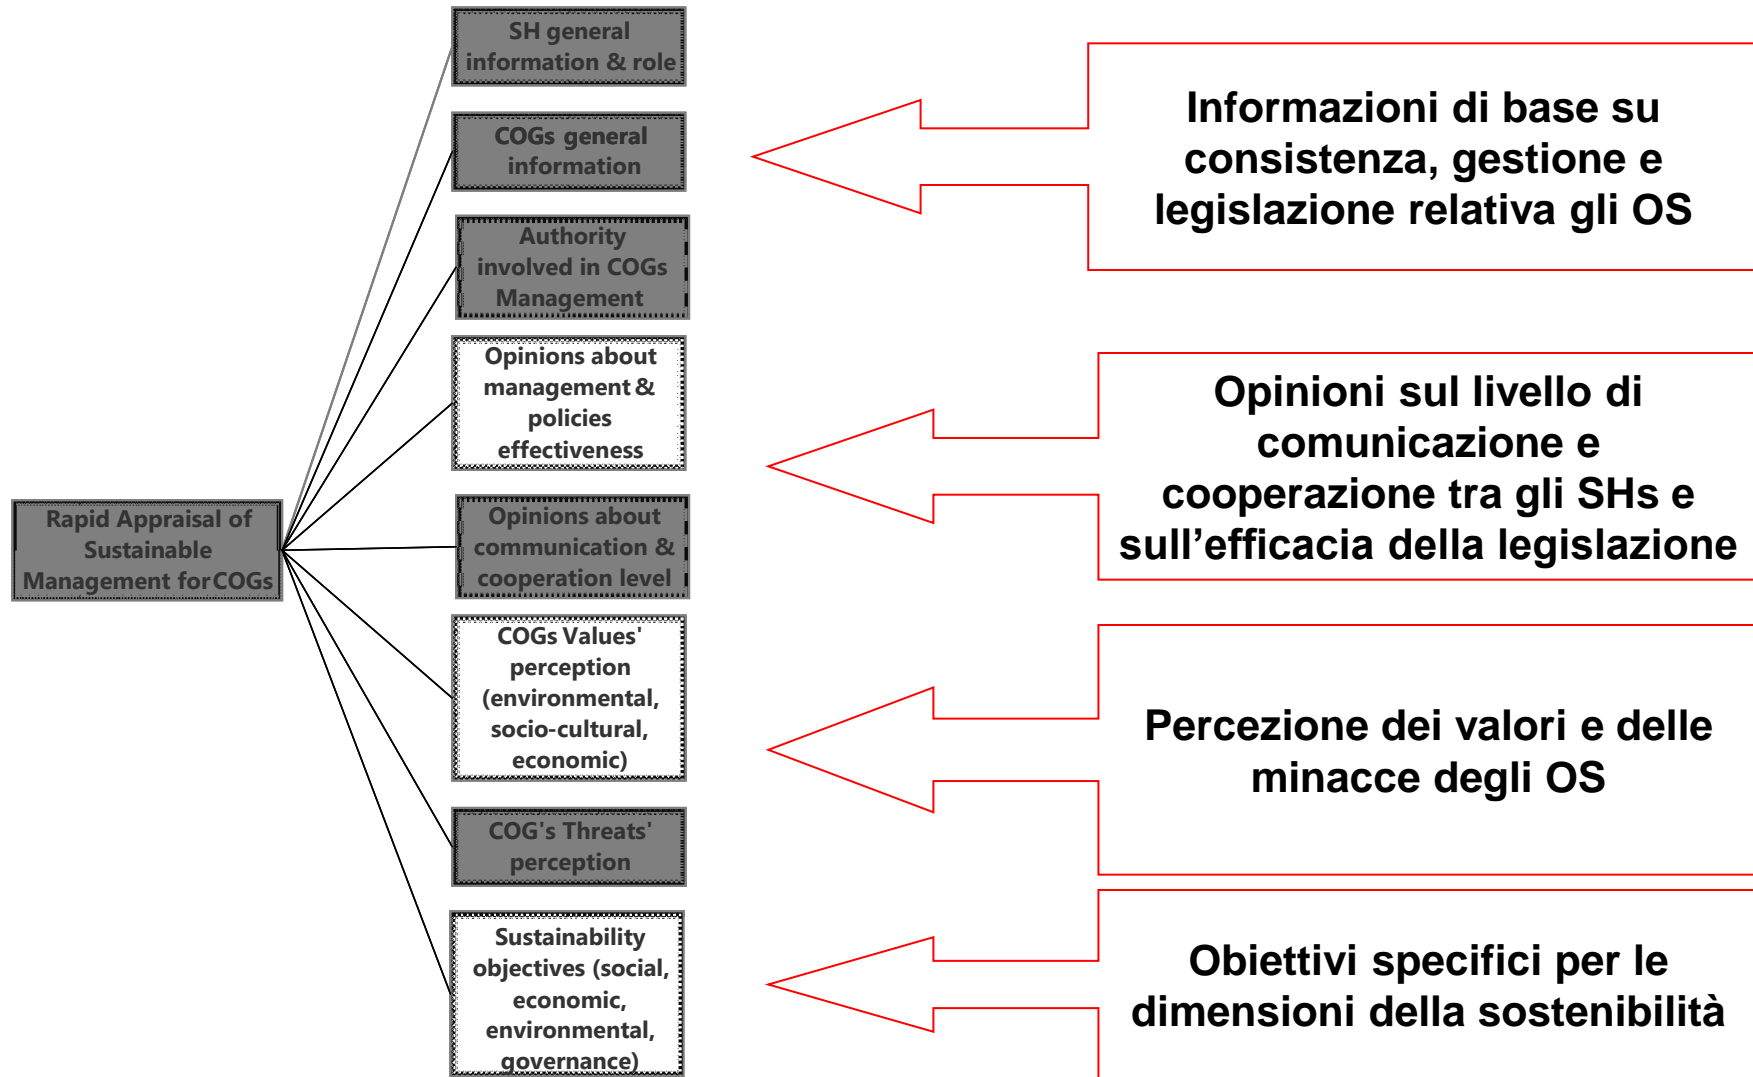 SH general
information & role
COGs general
information
Authority
involved in COGs
Management
Opinions about
management &
policies
effectiveness
Rapid Appraisal of
Sustainable
Management for COGs
Opinions about
communication &
cooperation level
COGs Values'
perception
(environmental,
socio-cultural,
economic)
COG's Threats'
perception
Sustainability
objectives (social,
economic,
environmental,
governance)
Informazioni di base su
consistenza, gestione e
legislazione relativa gli OS
Opinioni sul livello di
comunicazione e
cooperazione tra gli SHs e
sull’efficacia della legislazione
Percezione dei valori e delle
minacce degli OS
Obiettivi specifici per le
dimensioni della sostenibilità